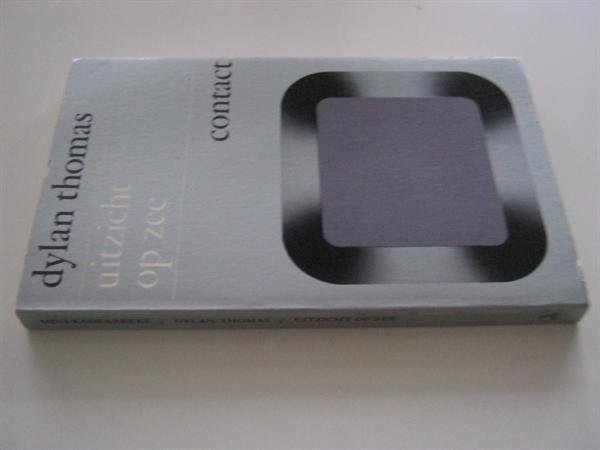 dylan thomas
uitzicht
op zee
contact
DYLAN THOMAS / UITZICHT OP ZEE